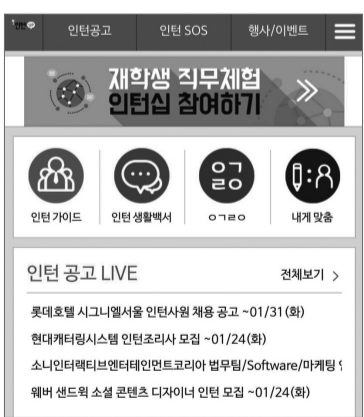 인턴공고
인턴 SOS
행사/이벤트
재학생 직무체험
인턴십 참여하기
인턴 가이드
인턴 생활백서
ㅇㄱㄹㅇ
내게 맞춤
인턴 공고 LIVE
전체보기 >
롯데호텔 시그니엘서울 인턴사원 채용 공고 ~01/31(화)
현대캐터링시스템 인턴조리사 모집 ~01/24(화)
소니인터랙티브엔터테인먼트코리아 법무팀/Software/마케팅
웨버 샌드윅 소셜 콘텐츠 디자이너 인턴 모집 ~01/24(화)